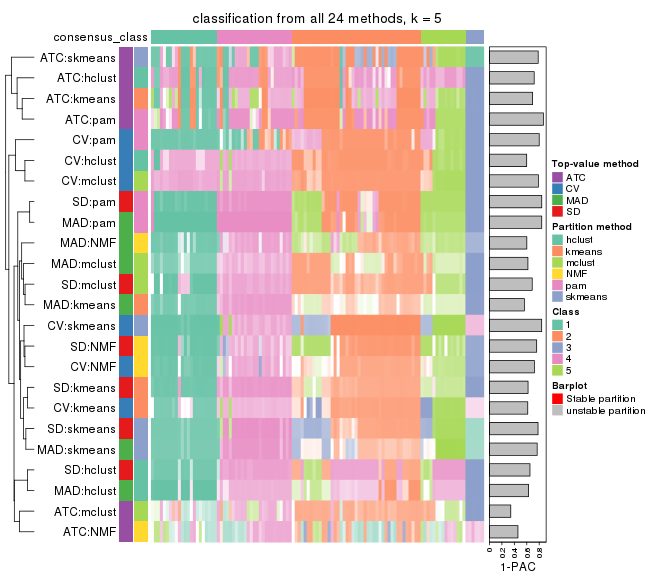 classification from all 24 methods, k = 5
consensus_class
ATC:skmeans
ATC:hclust
ATC:kmeans
ATC:pam
CV:pam
CV:hclust
CV:mclust
SD:pam
MAD:pam
MAD:NMF
MAD:mclust
SD:mclust
MAD:kmeans
CV:skmeans
SD:NMF
CV:NMF
SD:kmeans
CV:kmeans
SD:skmeans
MAD:skmeans
SD:hclust
MAD:hclust
ATC:mclust
ATC:NMF
0
0.2
0.4
0.6
0.8
1-PAC
Top-value method
ATC
CV
MAD
SD
Partition method
hclust
kmeans
mclust
NMF
pam
skmeans
Class
1
2
3
4
5
Barplot
Stable partition
unstable partition